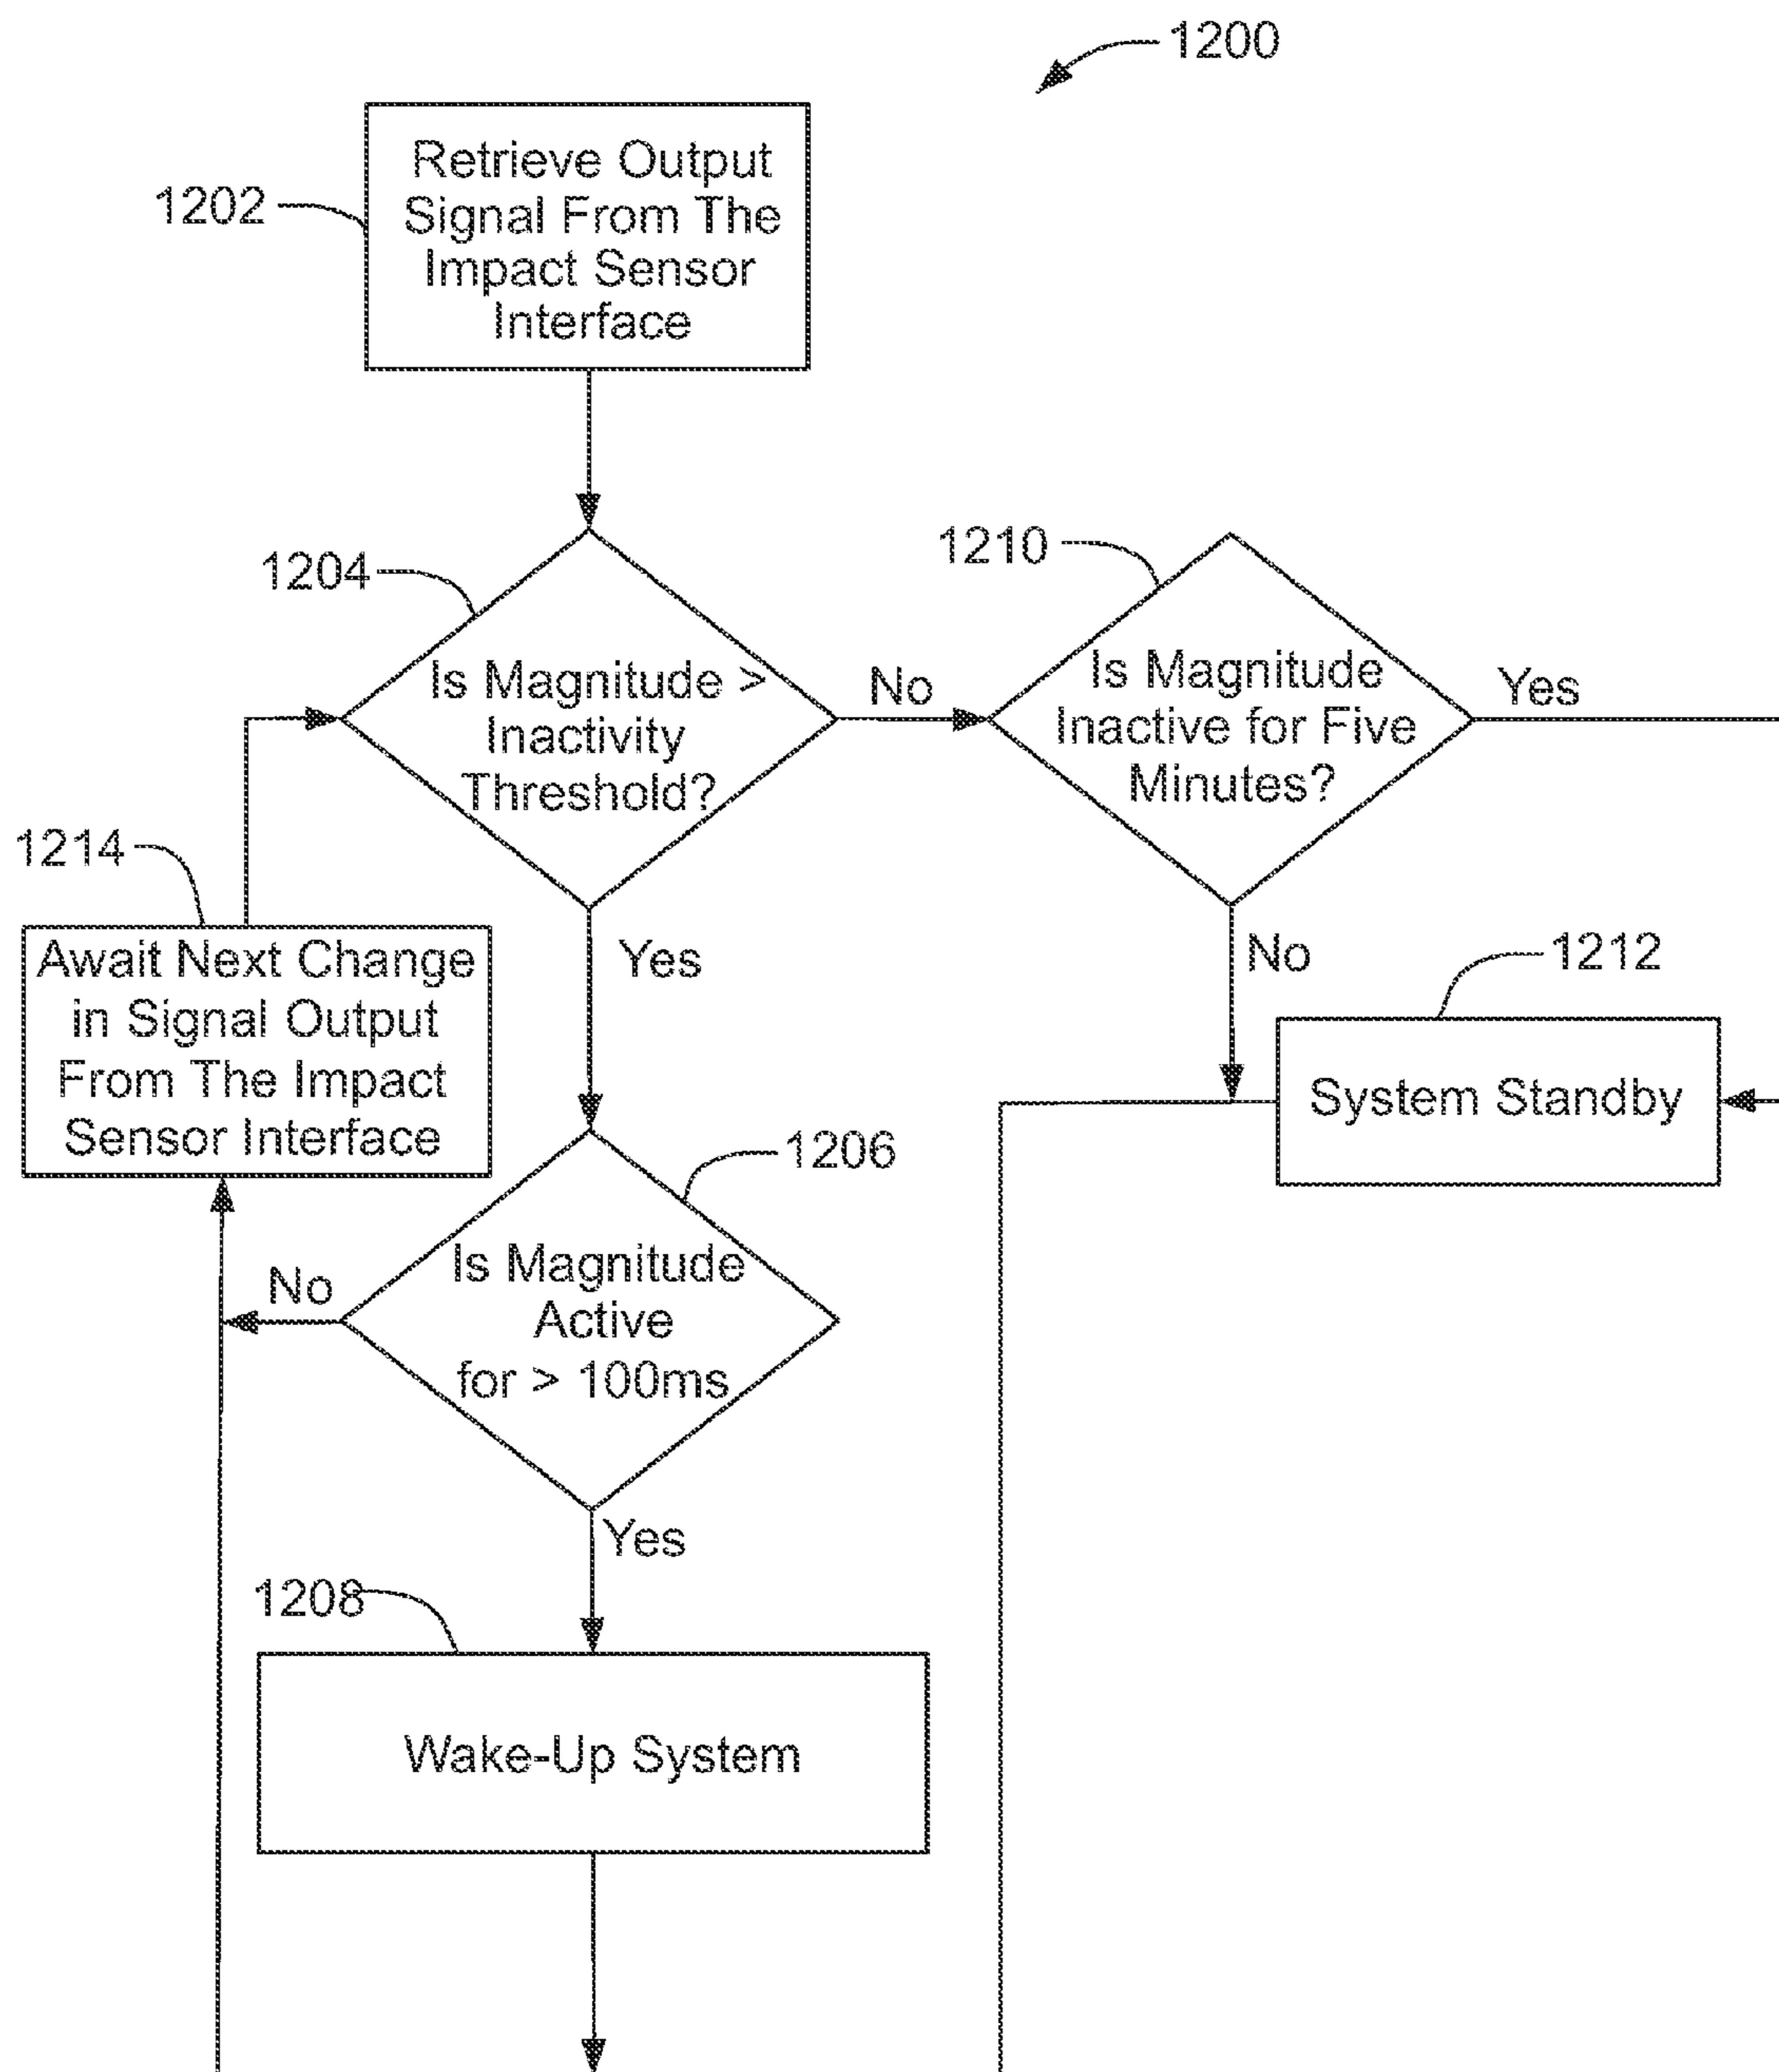 1200
1202
Retrieve Output
Signal From The
Impact Sensor
Interface
1204
Is Magnitude >
Inactivity
Threshold?
No
1210
Is Magnitude
Inactive for Five
Minutes?
Yes
1214
Await Next Change
in Signal Output
From The Impact
Sensor Interface
Yes
No
1212
System Standby
1206
Is Magnitude
Active
for > 100ms
No
Yes
1208
Wake-Up System